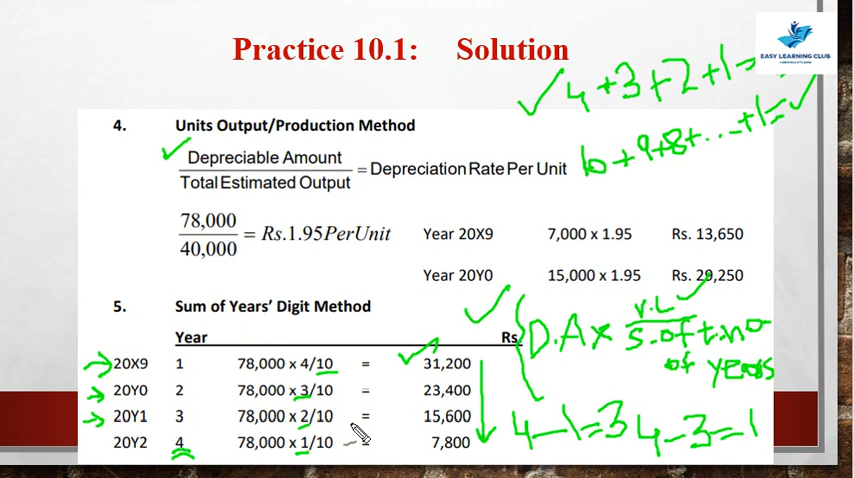 Practice 10.1: Solution
EASY LEARNING CLUB
4+3+2+1=
10+9+8+...-+1=
4. Units Output/Production Method
Depreciable Amount
Total Estimated Output
= Depreciation Rate Per Unit
78,000
40,000
= Rs.1.95PerUnit
Year 20X9 7,000 x 1.95 Rs. 13,650
Year 20Y0 15,000 x 1.95 Rs. 29,250
5. Sum of Years' Digit Method
Year Rs
20X9 1 78,000 x 4/10 = 31,200
20Y0 2 78,000 x 3/10 = 23,400
20Y1 3 78,000 x 2/10 = 15,600
20Y2 4 78,000 x 1/10 = 7,800
D.A x
r.L
S. of t.no
of years
4-1=3 4-3=1